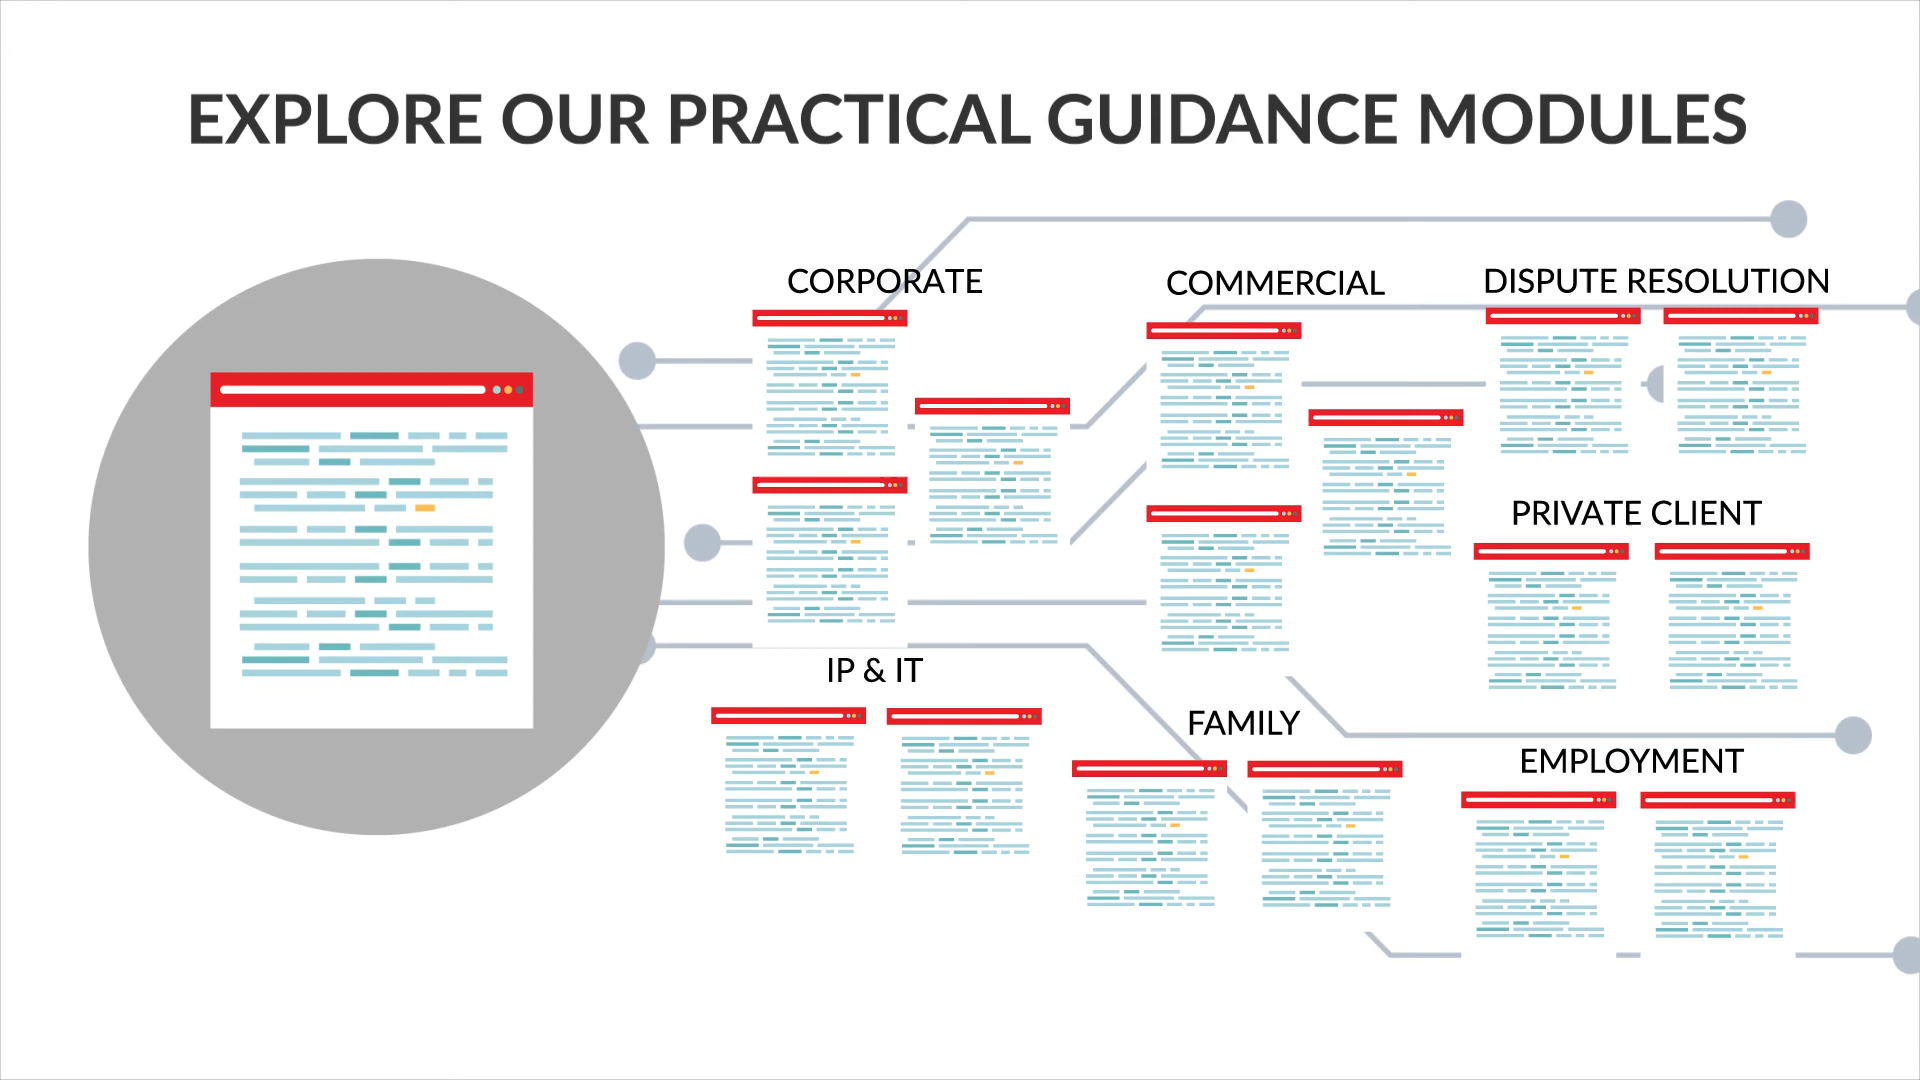 EXPLORE OUR PRACTICAL GUIDANCE MODULES
CORPORATE
COMMERCIAL
DISPUTE RESOLUTION
PRIVATE CLIENT
IP & IT
FAMILY
EMPLOYMENT